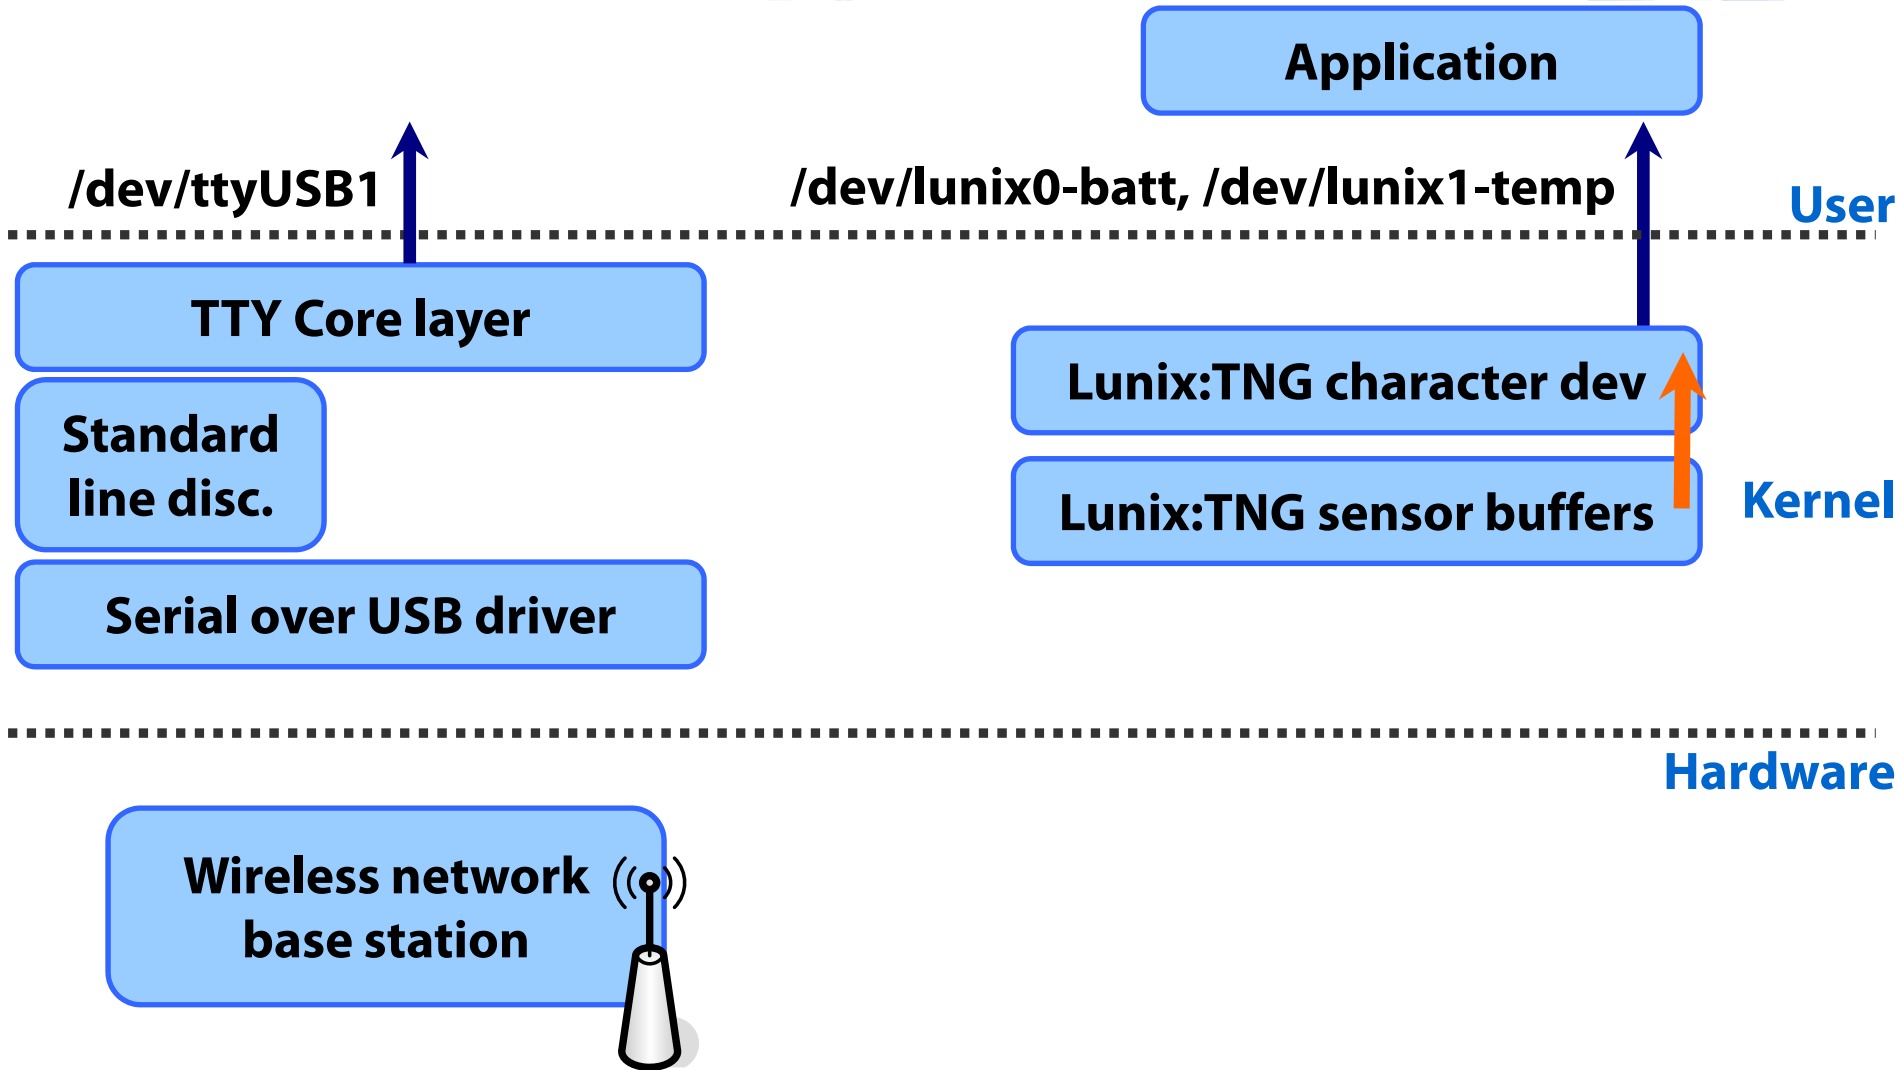 Application
/dev/ttyUSB1
/dev/lunix0-batt, /dev/lunix1-temp
User
TTY Core layer
Lunix:TNG character dev
Standard
line disc.
Lunix:TNG sensor buffers
Kernel
Serial over USB driver
Hardware
Wireless network
base station